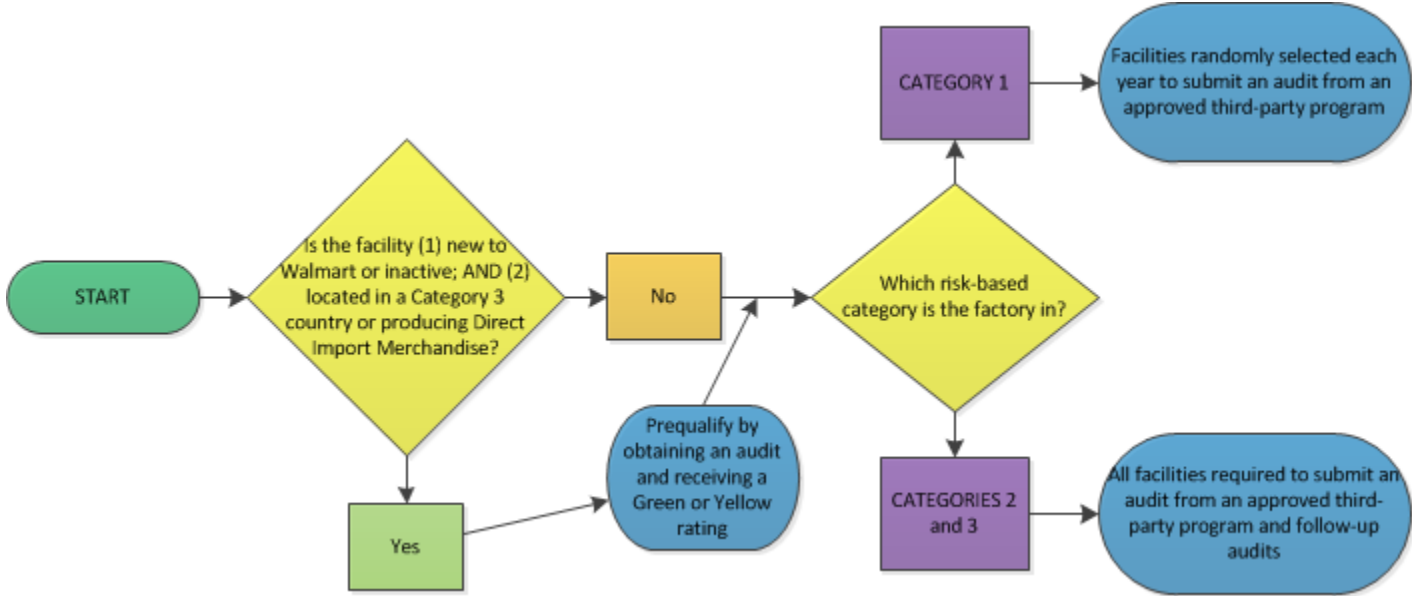 START
Is the facility (1) new to
Walmart or inactive; AND (2)
located in a Category 3
country or producing Direct
Import Merchandise?
No
Yes
Prequalify by
obtaining an audit
and receiving a
Green or Yellow
rating
Which risk-based
category is the factory in?
CATEGORY 1
Facilities randomly selected each
year to submit an audit from an
approved third-party program
CATEGORIES 2
and 3
All facilities required to submit an
audit from an approved third-
party program and follow-up
audits